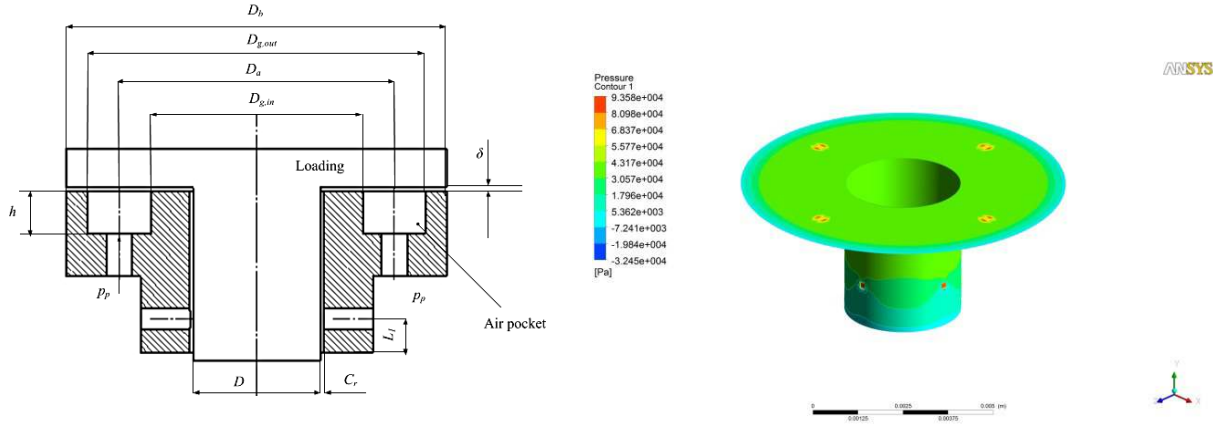 D_b
D_{g,out}
D_a
D_{g,in}
Loading
δ
h
p_p
p_p
Air pocket
L_1
D
C_r
Pressure
Contour 1
9.358e+004
8.098e+004
6.837e+004
5.577e+004
4.317e+004
3.057e+004
1.796e+004
5.362e+003
-7.241e+003
-1.984e+004
-3.245e+004
[Pa]
ANSYS
0
0.0025
0.005 (m)
0.00125
0.00375
Y
Z
X